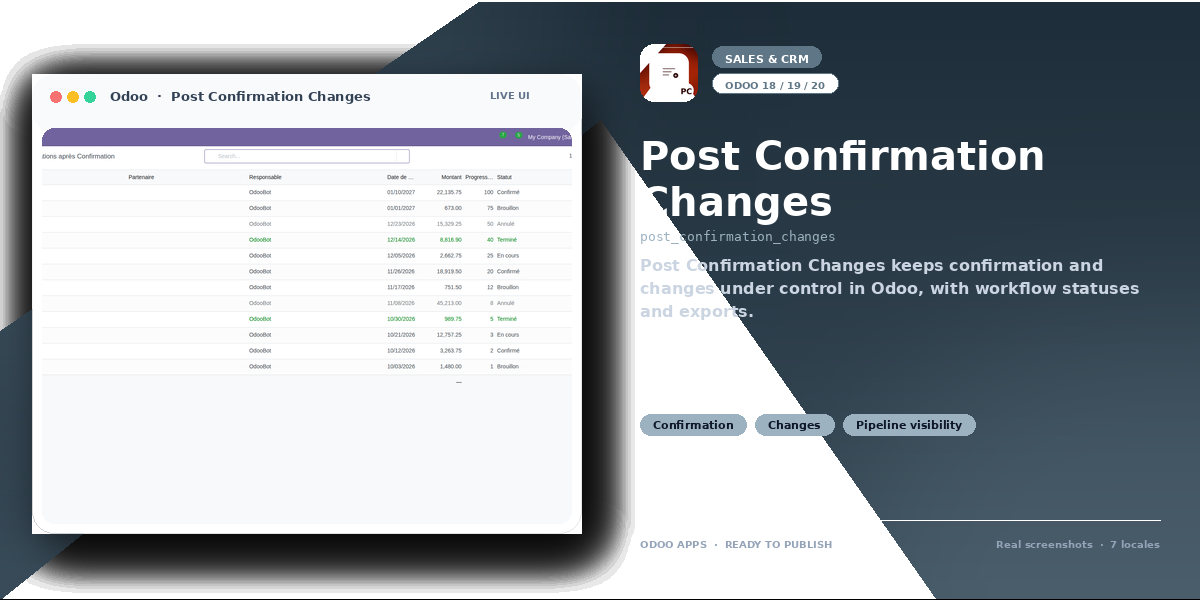 Odoo · Post Confirmation Changes
LIVE UI
My Company (Sa
tions après Confirmation
Search...
1
Partenaire Responsable Date de ... Montant Progress... Statut
OdooBot 01/10/2027 22,135.75 100 Confirmé
OdooBot 01/01/2027 673.00 75 Brouillon
OdooBot 12/23/2026 15,329.25 50 Annulé
OdooBot 12/14/2026 8,816.90 40 Terminé
OdooBot 12/05/2026 2,662.75 25 En cours
OdooBot 11/26/2026 18,919.50 20 Confirmé
OdooBot 11/17/2026 751.50 12 Brouillon
OdooBot 11/08/2026 45,213.00 8 Annulé
OdooBot 10/30/2026 989.75 5 Terminé
OdooBot 10/21/2026 12,757.25 3 En cours
OdooBot 10/12/2026 3,263.75 2 Confirmé
OdooBot 10/03/2026 1,480.00 1 Brouillon
—
PC
SALES & CRM
ODOO 18 / 19 / 20
Post Confirmation
Changes
post_confirmation_changes
Post Confirmation Changes keeps confirmation and
changes under control in Odoo, with workflow statuses
and exports.
Confirmation
Changes
Pipeline visibility
ODOO APPS · READY TO PUBLISH
Real screenshots · 7 locales